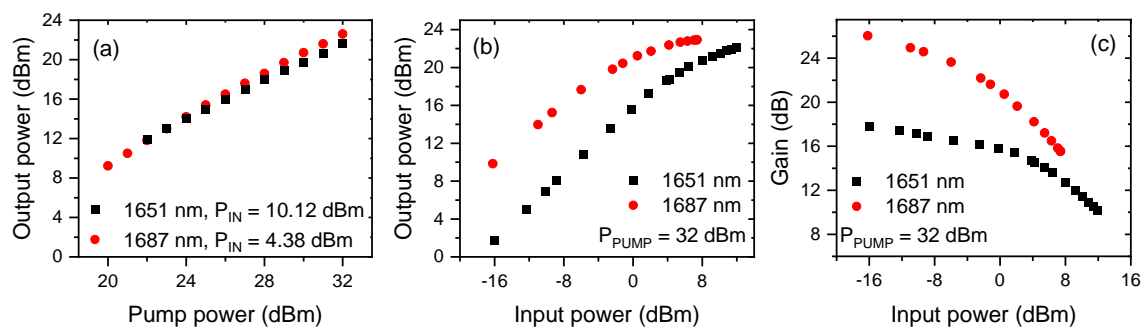 (a)
Output power (dBm)
24
20
16
12
8
4
0
20
24
28
32
1651 nm, P_IN = 10.12 dBm
1687 nm, P_IN = 4.38 dBm
Pump power (dBm)
(b)
Output power (dBm)
24
20
16
12
8
4
0
-16
-8
0
8
16
1651 nm
1687 nm
P_PUMP = 32 dBm
Input power (dBm)
(c)
Gain (dB)
24
20
16
12
8
-16
-8
0
8
16
1651 nm
1687 nm
P_PUMP = 32 dBm
Input power (dBm)